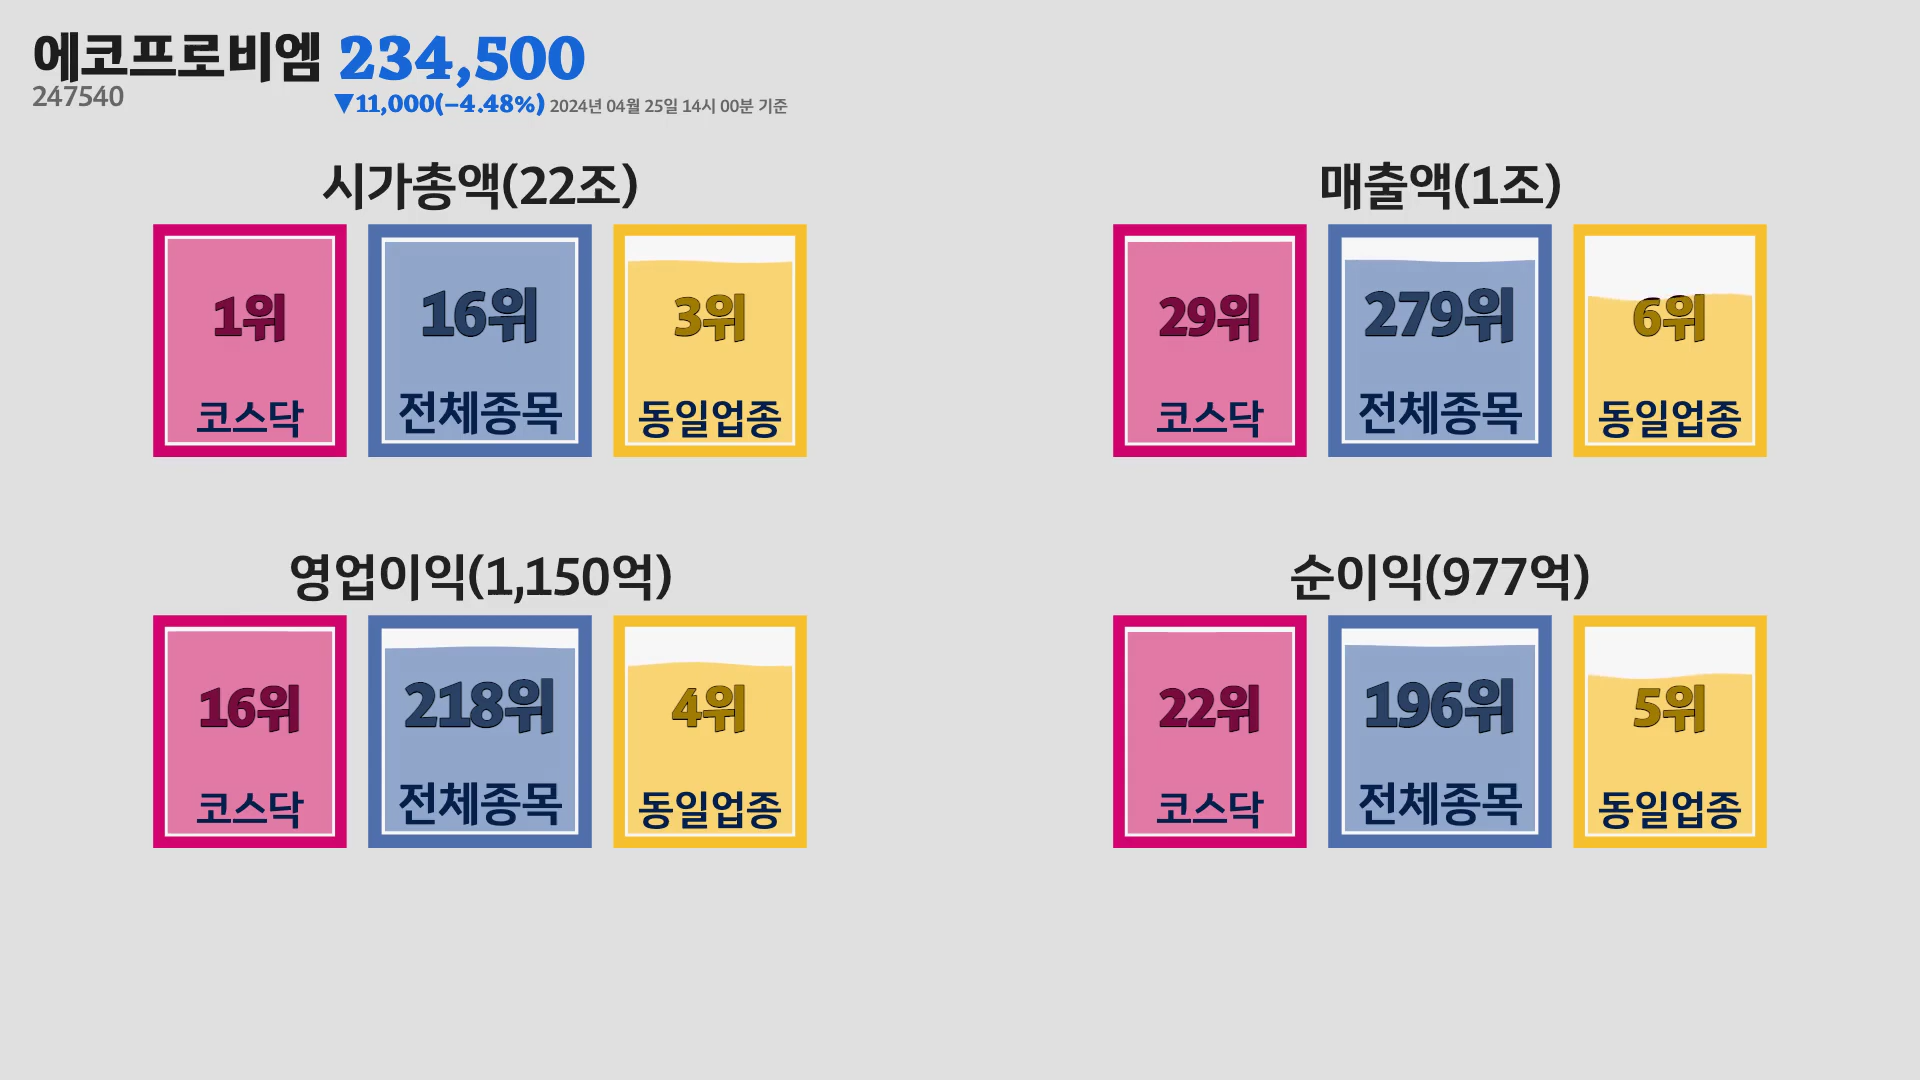 에코프로비엠 234,500
247540
▼11,000(-4.48%) 2024년 04월 25일 14시 00분 기준
시가총액(22조)
1위 16위 3위
코스닥 전체종목 동일업종
매출액(1조)
29위 279위 6위
코스닥 전체종목 동일업종
영업이익(1,150억)
16위 218위 4위
코스닥 전체종목 동일업종
순이익(977억)
22위 196위 5위
코스닥 전체종목 동일업종